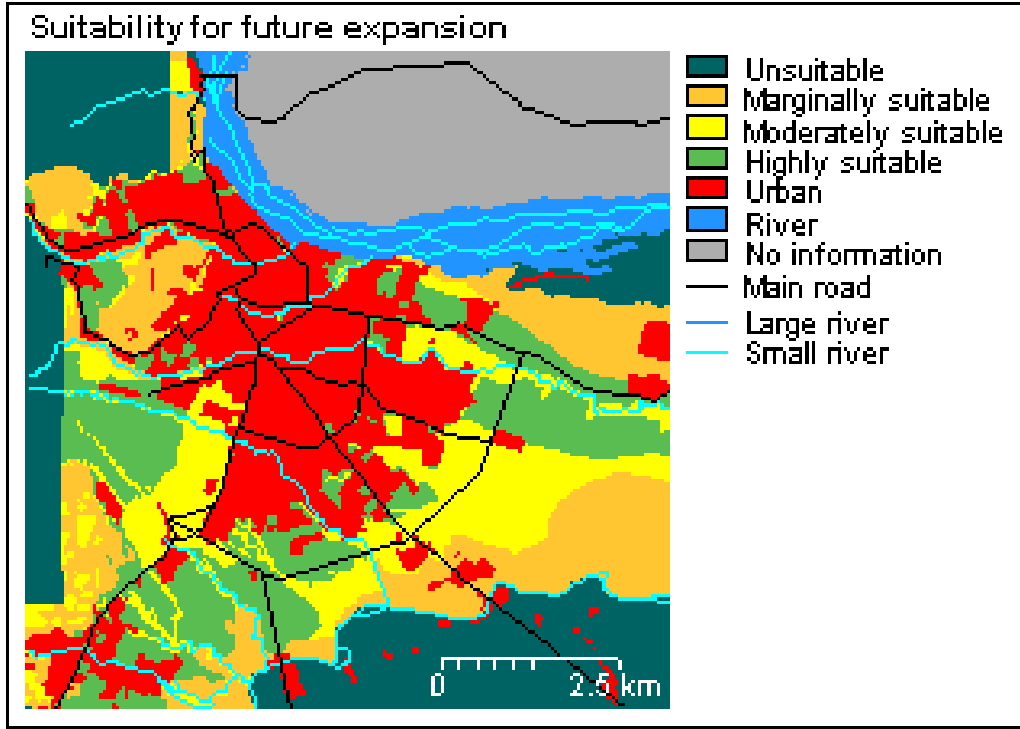 Suitability for future expansion
Unsuitable
Marginally suitable
Moderately suitable
Highly suitable
Urban
River
No information
Main road
Large river
Small river
0 2.5 km